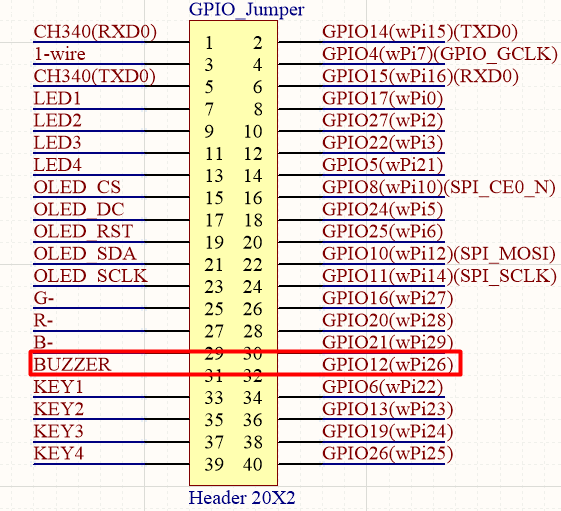 GPIO_Jumper
CH340(RXD0) 1 2 GPIO14(wPi15)(TXD0)
1-wire 3 4 GPIO4(wPi7)(GPIO_GCLK)
CH340(TXD0) 5 6 GPIO15(wPi16)(RXD0)
LED1 7 8 GPIO17(wPi0)
LED2 9 10 GPIO27(wPi2)
LED3 11 12 GPIO22(wPi3)
LED4 13 14 GPIO5(wPi21)
OLED_CS 15 16 GPIO8(wPi10)(SPI_CE0_N)
OLED_DC 17 18 GPIO24(wPi5)
OLED_RST 19 20 GPIO25(wPi6)
OLED_SDA 21 22 GPIO10(wPi12)(SPI_MOSI)
OLED_SCLK 23 24 GPIO11(wPi14)(SPI_SCLK)
G- 25 26 GPIO16(wPi27)
R- 27 28 GPIO20(wPi28)
B- 29 30 GPIO21(wPi29)
BUZZER 31 32 GPIO12(wPi26)
KEY1 33 34 GPIO6(wPi22)
KEY2 35 36 GPIO13(wPi23)
KEY3 37 38 GPIO19(wPi24)
KEY4 39 40 GPIO26(wPi25)
Header 20X2